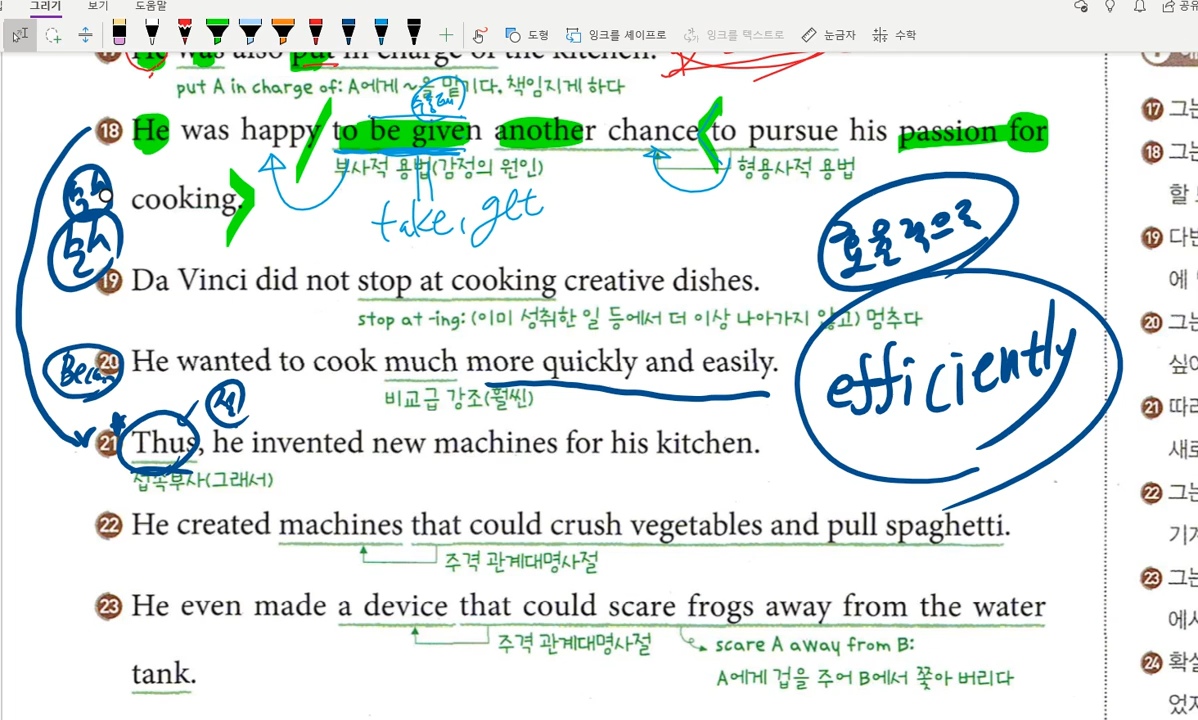 그리기 보기 도움말
도형 잉크를 셰이프로 잉크를 텍스트로 눈금자 수학
He was also put in charge of the kitchen.
put A in charge of: A에게 ~을 맡기다, 책임지게 하다
17 그는
18 He was happy to be given another chance to pursue his passion for
부사적 용법(감정의 원인) 형용사적 용법
18 그는
할
cooking.
take, get
효율적으로
19 Da Vinci did not stop at cooking creative dishes.
stop at -ing: (이미 성취한 일 등에서 더 이상 나아가지 않고) 멈추다
19 다빈
에
20 He wanted to cook much more quickly and easily.
비교급 강조(훨씬)
efficiently
20 그는
싶어
21 Thus, he invented new machines for his kitchen.
접속부사(그래서)
21 따라
새로
22 He created machines that could crush vegetables and pull spaghetti.
주격 관계대명사절
22 그는
기계
23 He even made a device that could scare frogs away from the water
주격 관계대명사절 scare A away from B:
A에게 겁을 주어 B에서 쫓아 버리다
23 그는
에서
tank.
24 확실
었지